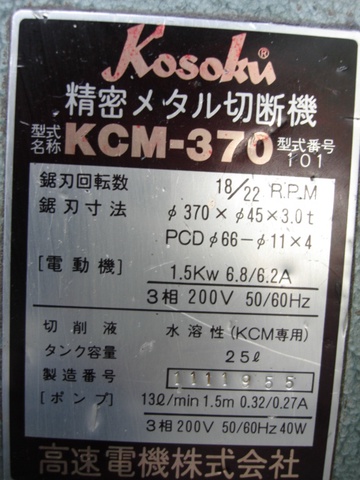 Kosoku®
精密メタル切断機
型式名称 KCM-370 型式番号 101
鋸刃回転数 18/22 R.P.M
鋸刃寸法 φ370×φ45×3.0t
PCDφ66-φ11×4
[電動機] 1.5Kw 6.8/6.2A
3相 200V 50/60Hz
切削液 水溶性(KCM専用)
タンク容量 25ℓ
製造番号 1111955
[ポンプ] 13ℓ/min 1.5m 0.32/0.27A
3相 200V 50/60Hz 40W
高速電機株式会社